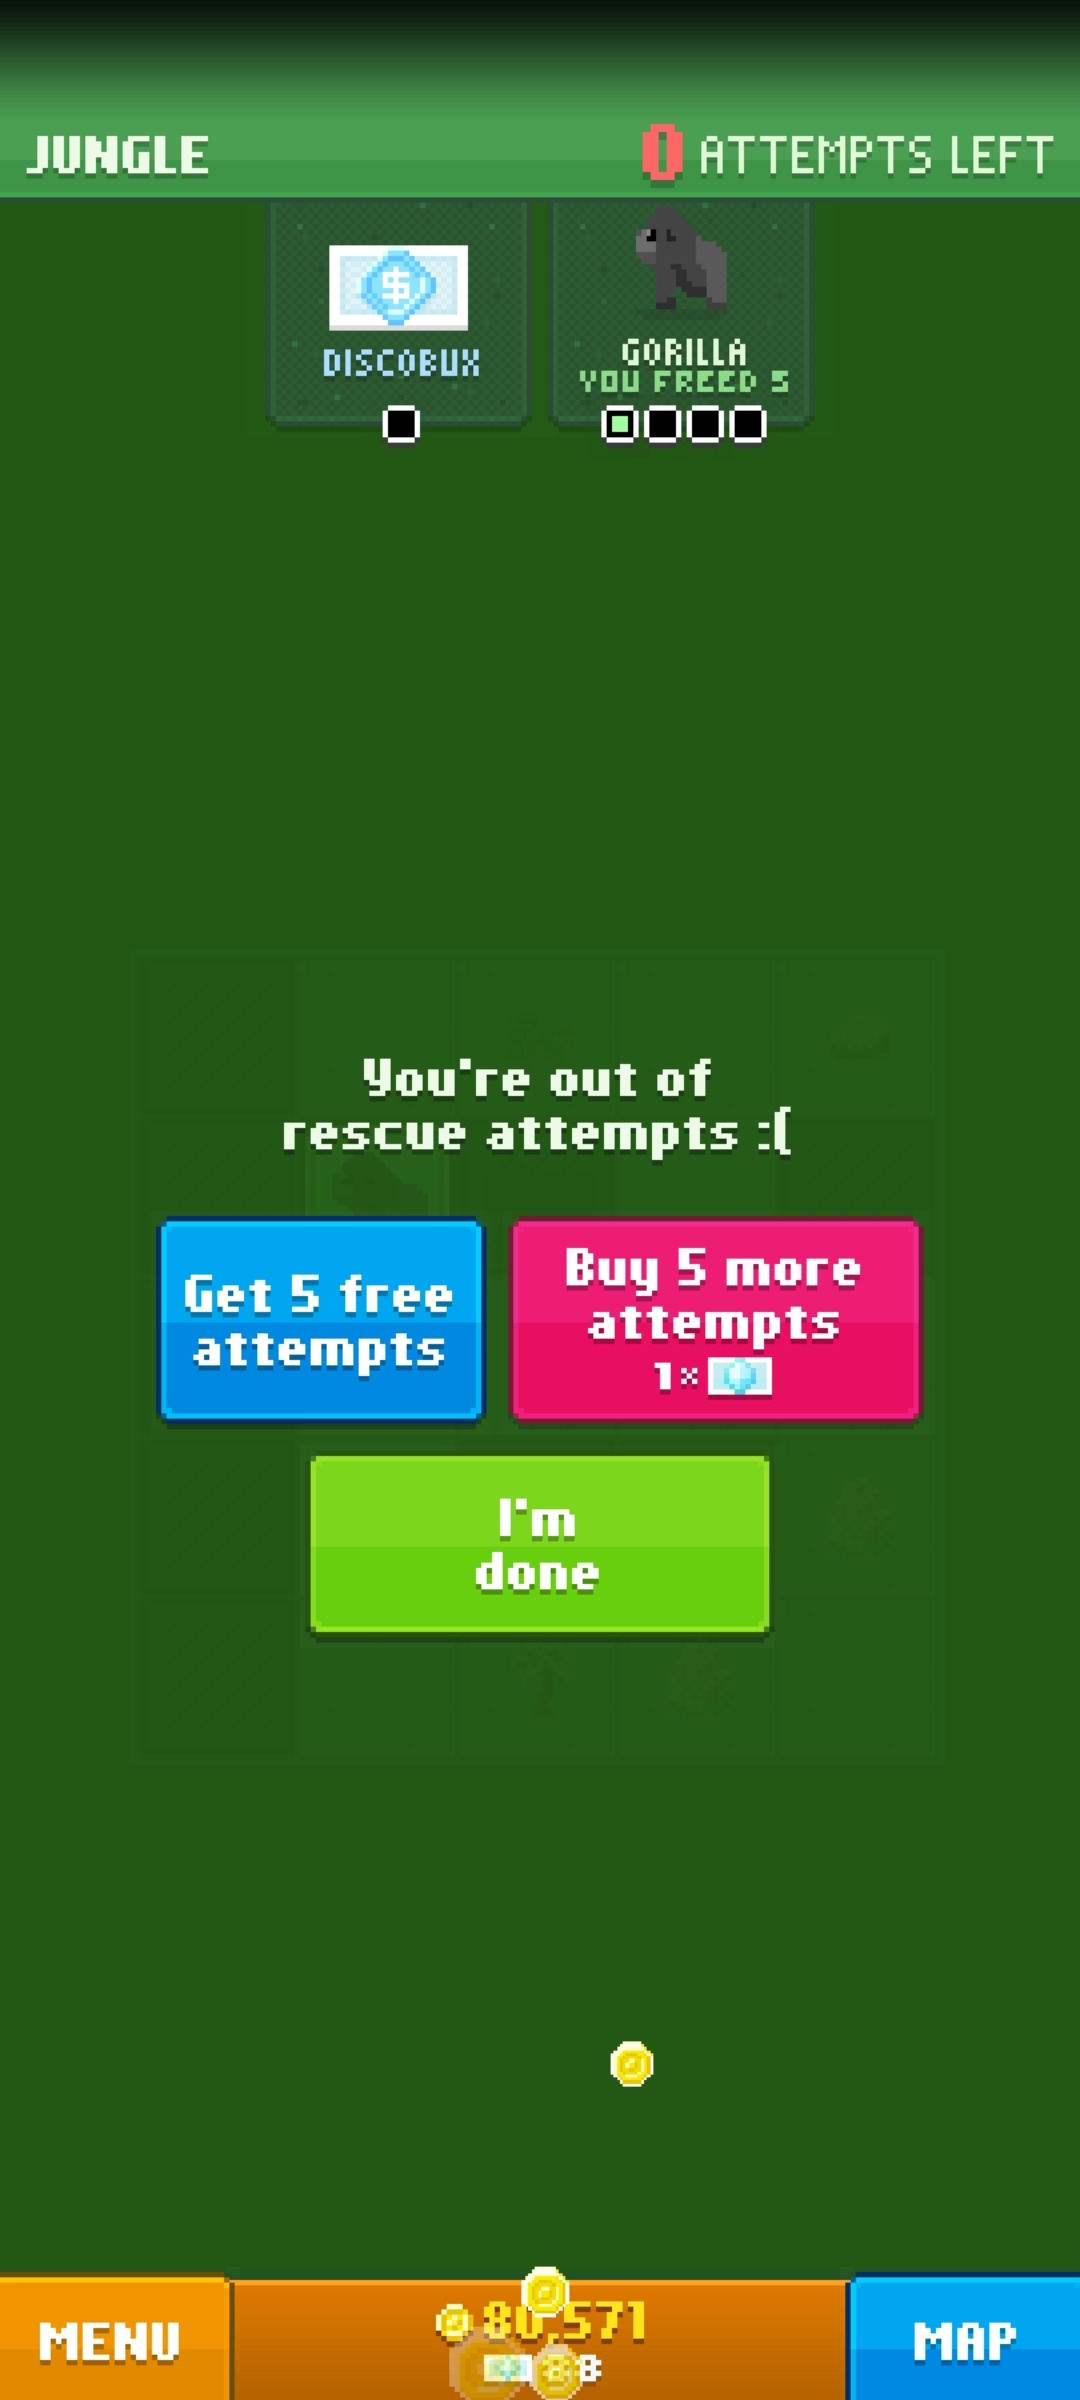 JUNGLE
0 ATTEMPTS LEFT
$
DISCOBUX
GORILLA
YOU FREED 5
You're out of
rescue attempts :(
Get 5 free
attempts
Buy 5 more
attempts
1×
I'm
done
MENU
80,571
MAP